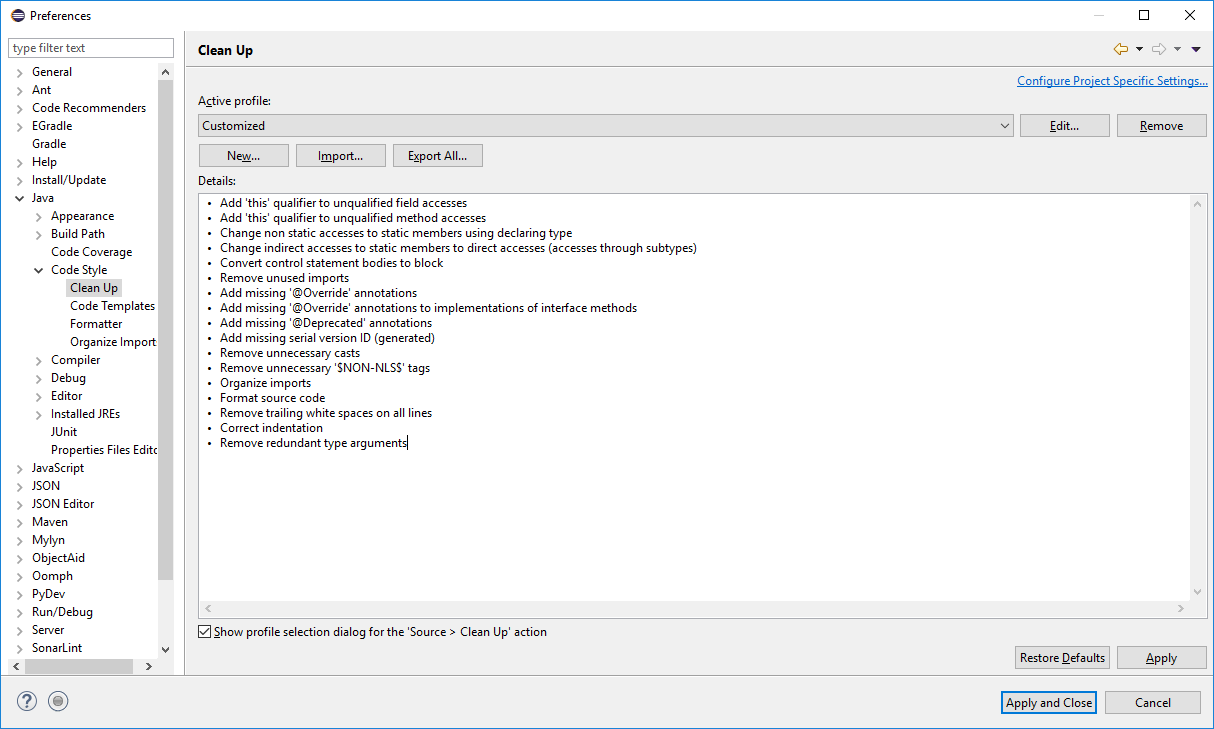 Preferences
type filter text
General
Ant
Code Recommenders
EGradle
Gradle
Help
Install/Update
Java
Appearance
Build Path
Code Coverage
Code Style
Clean Up
Code Templates
Formatter
Organize Import
Compiler
Debug
Editor
Installed JREs
JUnit
Properties Files Edito
JavaScript
JSON
JSON Editor
Maven
Mylyn
ObjectAid
Oomph
PyDev
Run/Debug
Server
SonarLint
Clean Up
Configure Project Specific Settings...
Active profile:
Customized
Edit...
Remove
New...
Import...
Export All...
Details:
• Add 'this' qualifier to unqualified field accesses
• Add 'this' qualifier to unqualified method accesses
• Change non static accesses to static members using declaring type
• Change indirect accesses to static members to direct accesses (accesses through subtypes)
• Convert control statement bodies to block
• Remove unused imports
• Add missing '@Override' annotations
• Add missing '@Override' annotations to implementations of interface methods
• Add missing '@Deprecated' annotations
• Add missing serial version ID (generated)
• Remove unnecessary casts
• Remove unnecessary '$NON-NLS$' tags
• Organize imports
• Format source code
• Remove trailing white spaces on all lines
• Correct indentation
• Remove redundant type arguments
Show profile selection dialog for the 'Source > Clean Up' action
Restore Defaults
Apply
?
Apply and Close
Cancel